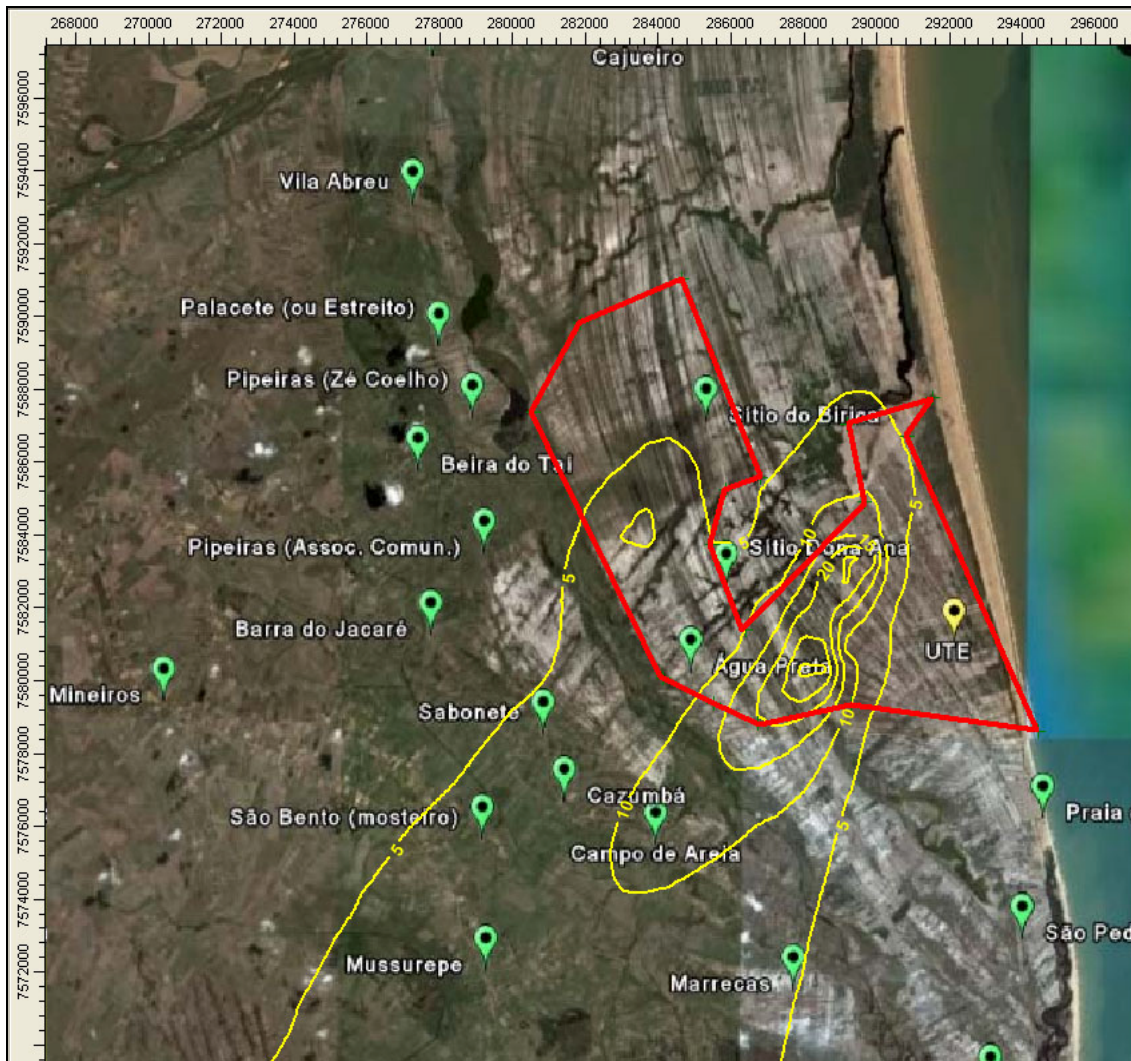 268000 270000 272000 274000 276000 278000 280000 282000 284000 286000 288000 290000 292000 294000 296000
7596000
7594000
7592000
7590000
7588000
7586000
7584000
7582000
7580000
7578000
7576000
7574000
7572000
Cajueiro
Vila Abreu
Palacete (ou Estreito)
Pipeiras (Zé Coelho)
Sítio do Birica
Beira do Taí
Pipeiras (Assoc. Comun.)
Sítio Dona Ana
Barra do Jacaré
UTE
Água Preta
Mineiros
Sabonete
Cazumbá
São Bento (mosteiro)
Praia
Campo de Areia
São Ped
Mussurepe
Marrecas
5
5
5
5
5
10
10
10
20